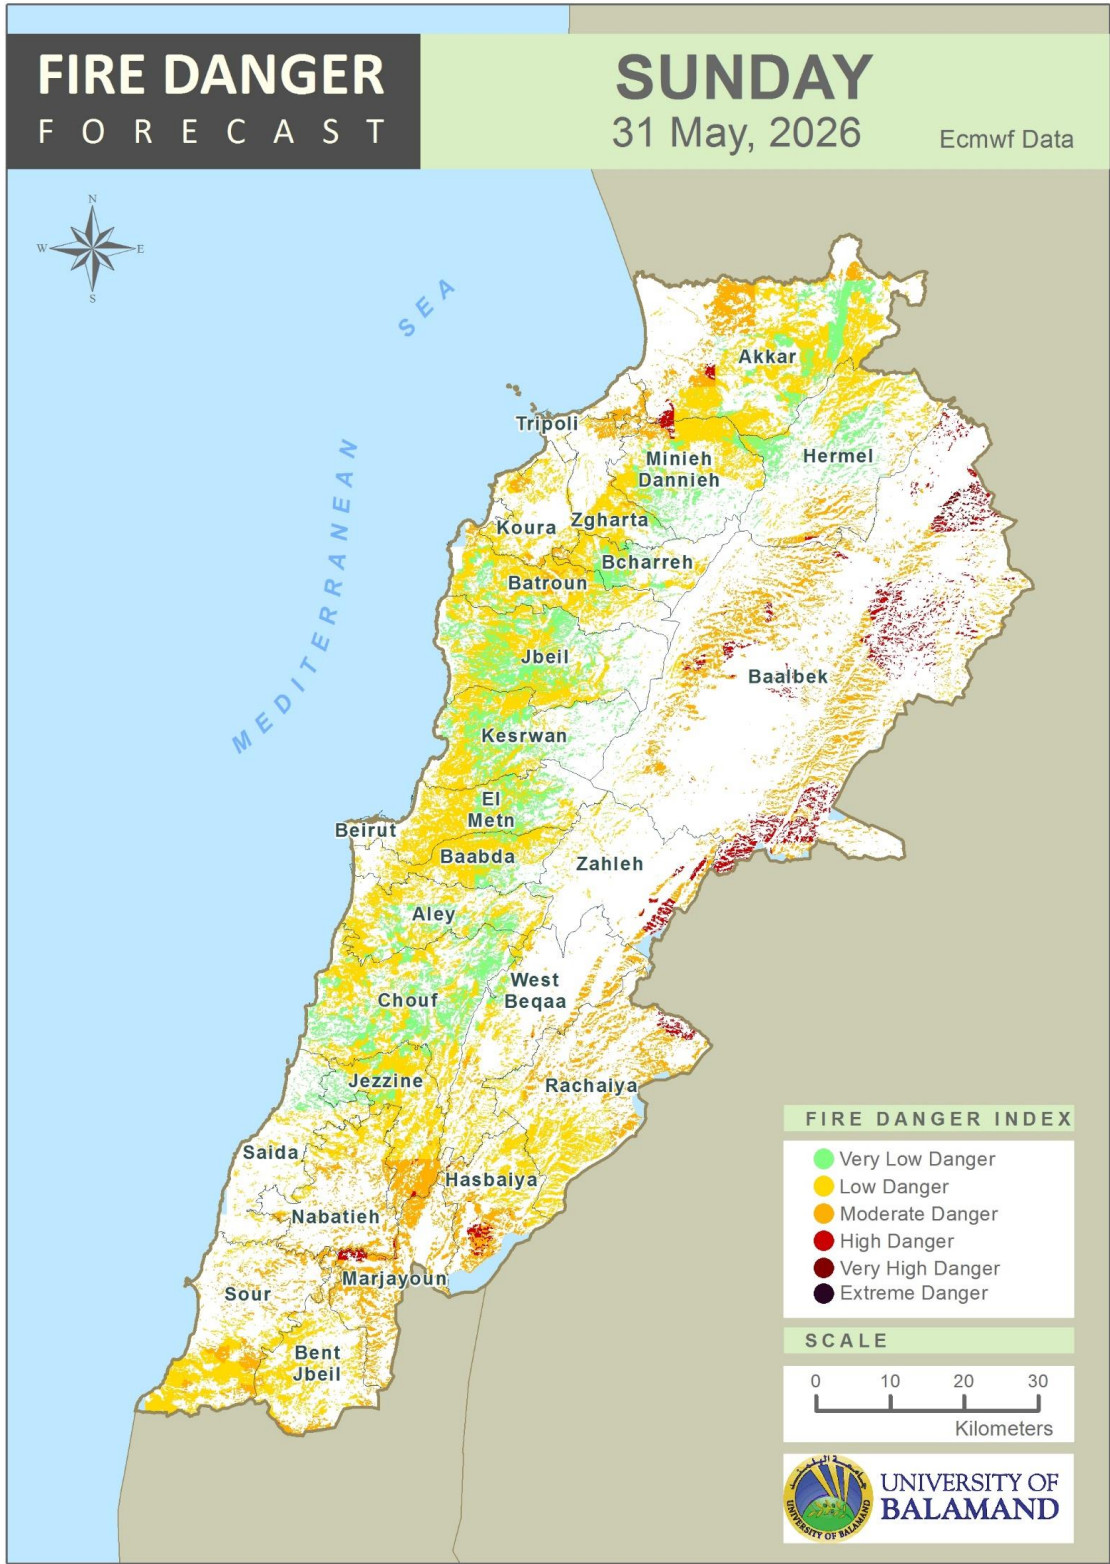 FIRE DANGER
FORECAST
SUNDAY
31 May, 2026
Ecmwf Data
N
W
E
S
MEDITERRANEAN SEA
Akkar
Tripoli
Minieh
Dannieh
Hermel
Koura
Zgharta
Bcharreh
Batroun
Jbeil
Baalbek
Kesrwan
El
Metn
Beirut
Baabda
Zahleh
Aley
West
Beqaa
Chouf
Jezzine
Rachaiya
Saida
Hasbaiya
Nabatieh
Marjayoun
Sour
Bent
Jbeil
FIRE DANGER INDEX
Very Low Danger
Low Danger
Moderate Danger
High Danger
Very High Danger
Extreme Danger
SCALE
0 10 20 30
Kilometers
UNIVERSITY OF BALAMAND
UNIVERSITY OF
BALAMAND